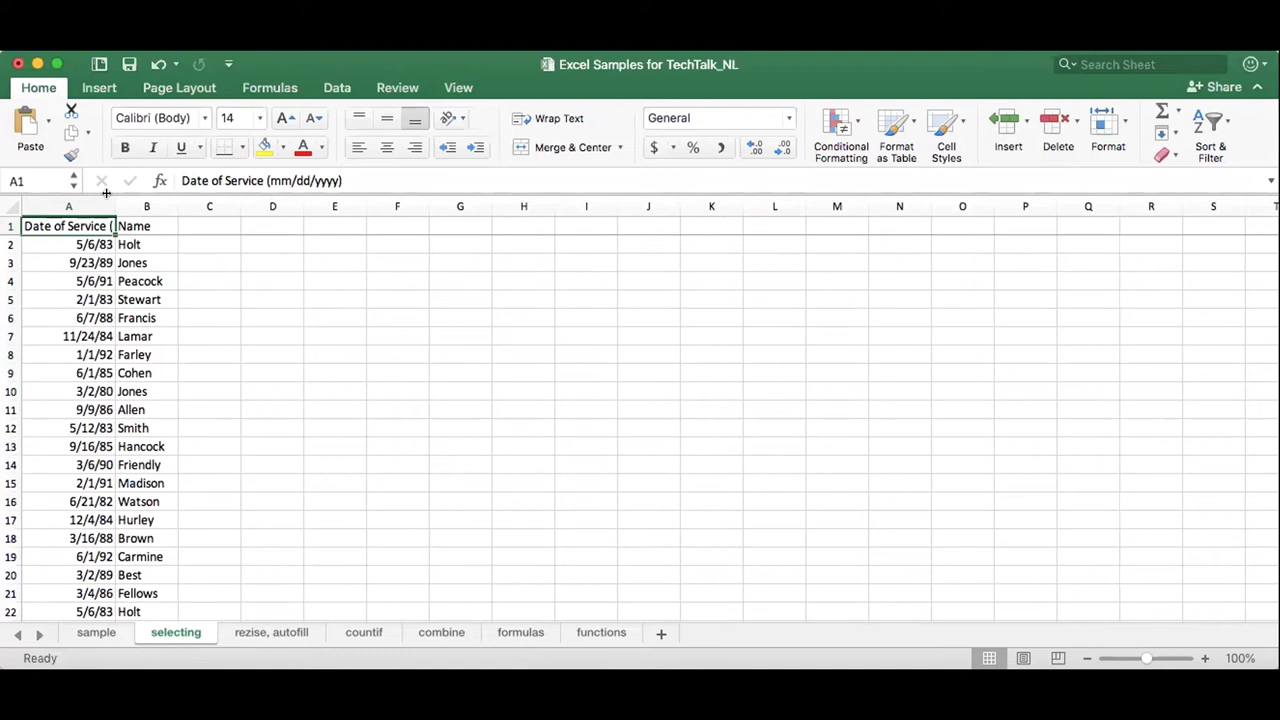 Excel Samples for TechTalk_NL
Search Sheet
Home Insert Page Layout Formulas Data Review View
Share
Paste
Calibri (Body) 14
B I U
Wrap Text
Merge & Center
General
$ %
Conditional Formatting
Format as Table
Cell Styles
Insert
Delete
Format
Sort & Filter
A1 fx Date of Service (mm/dd/yyyy)
A B C D E F G H I J K L M N O P Q R S T
1 Date of Service ( Name
2 5/6/83 Holt
3 9/23/89 Jones
4 5/6/91 Peacock
5 2/1/83 Stewart
6 6/7/88 Francis
7 11/24/84 Lamar
8 1/1/92 Farley
9 6/1/85 Cohen
10 3/2/80 Jones
11 9/9/86 Allen
12 5/12/83 Smith
13 9/16/85 Hancock
14 3/6/90 Friendly
15 2/1/91 Madison
16 6/21/82 Watson
17 12/4/84 Hurley
18 3/16/88 Brown
19 6/1/92 Carmine
20 3/2/89 Best
21 3/4/86 Fellows
22 5/6/83 Holt
sample selecting rezise, autofill countif combine formulas functions
Ready 100%